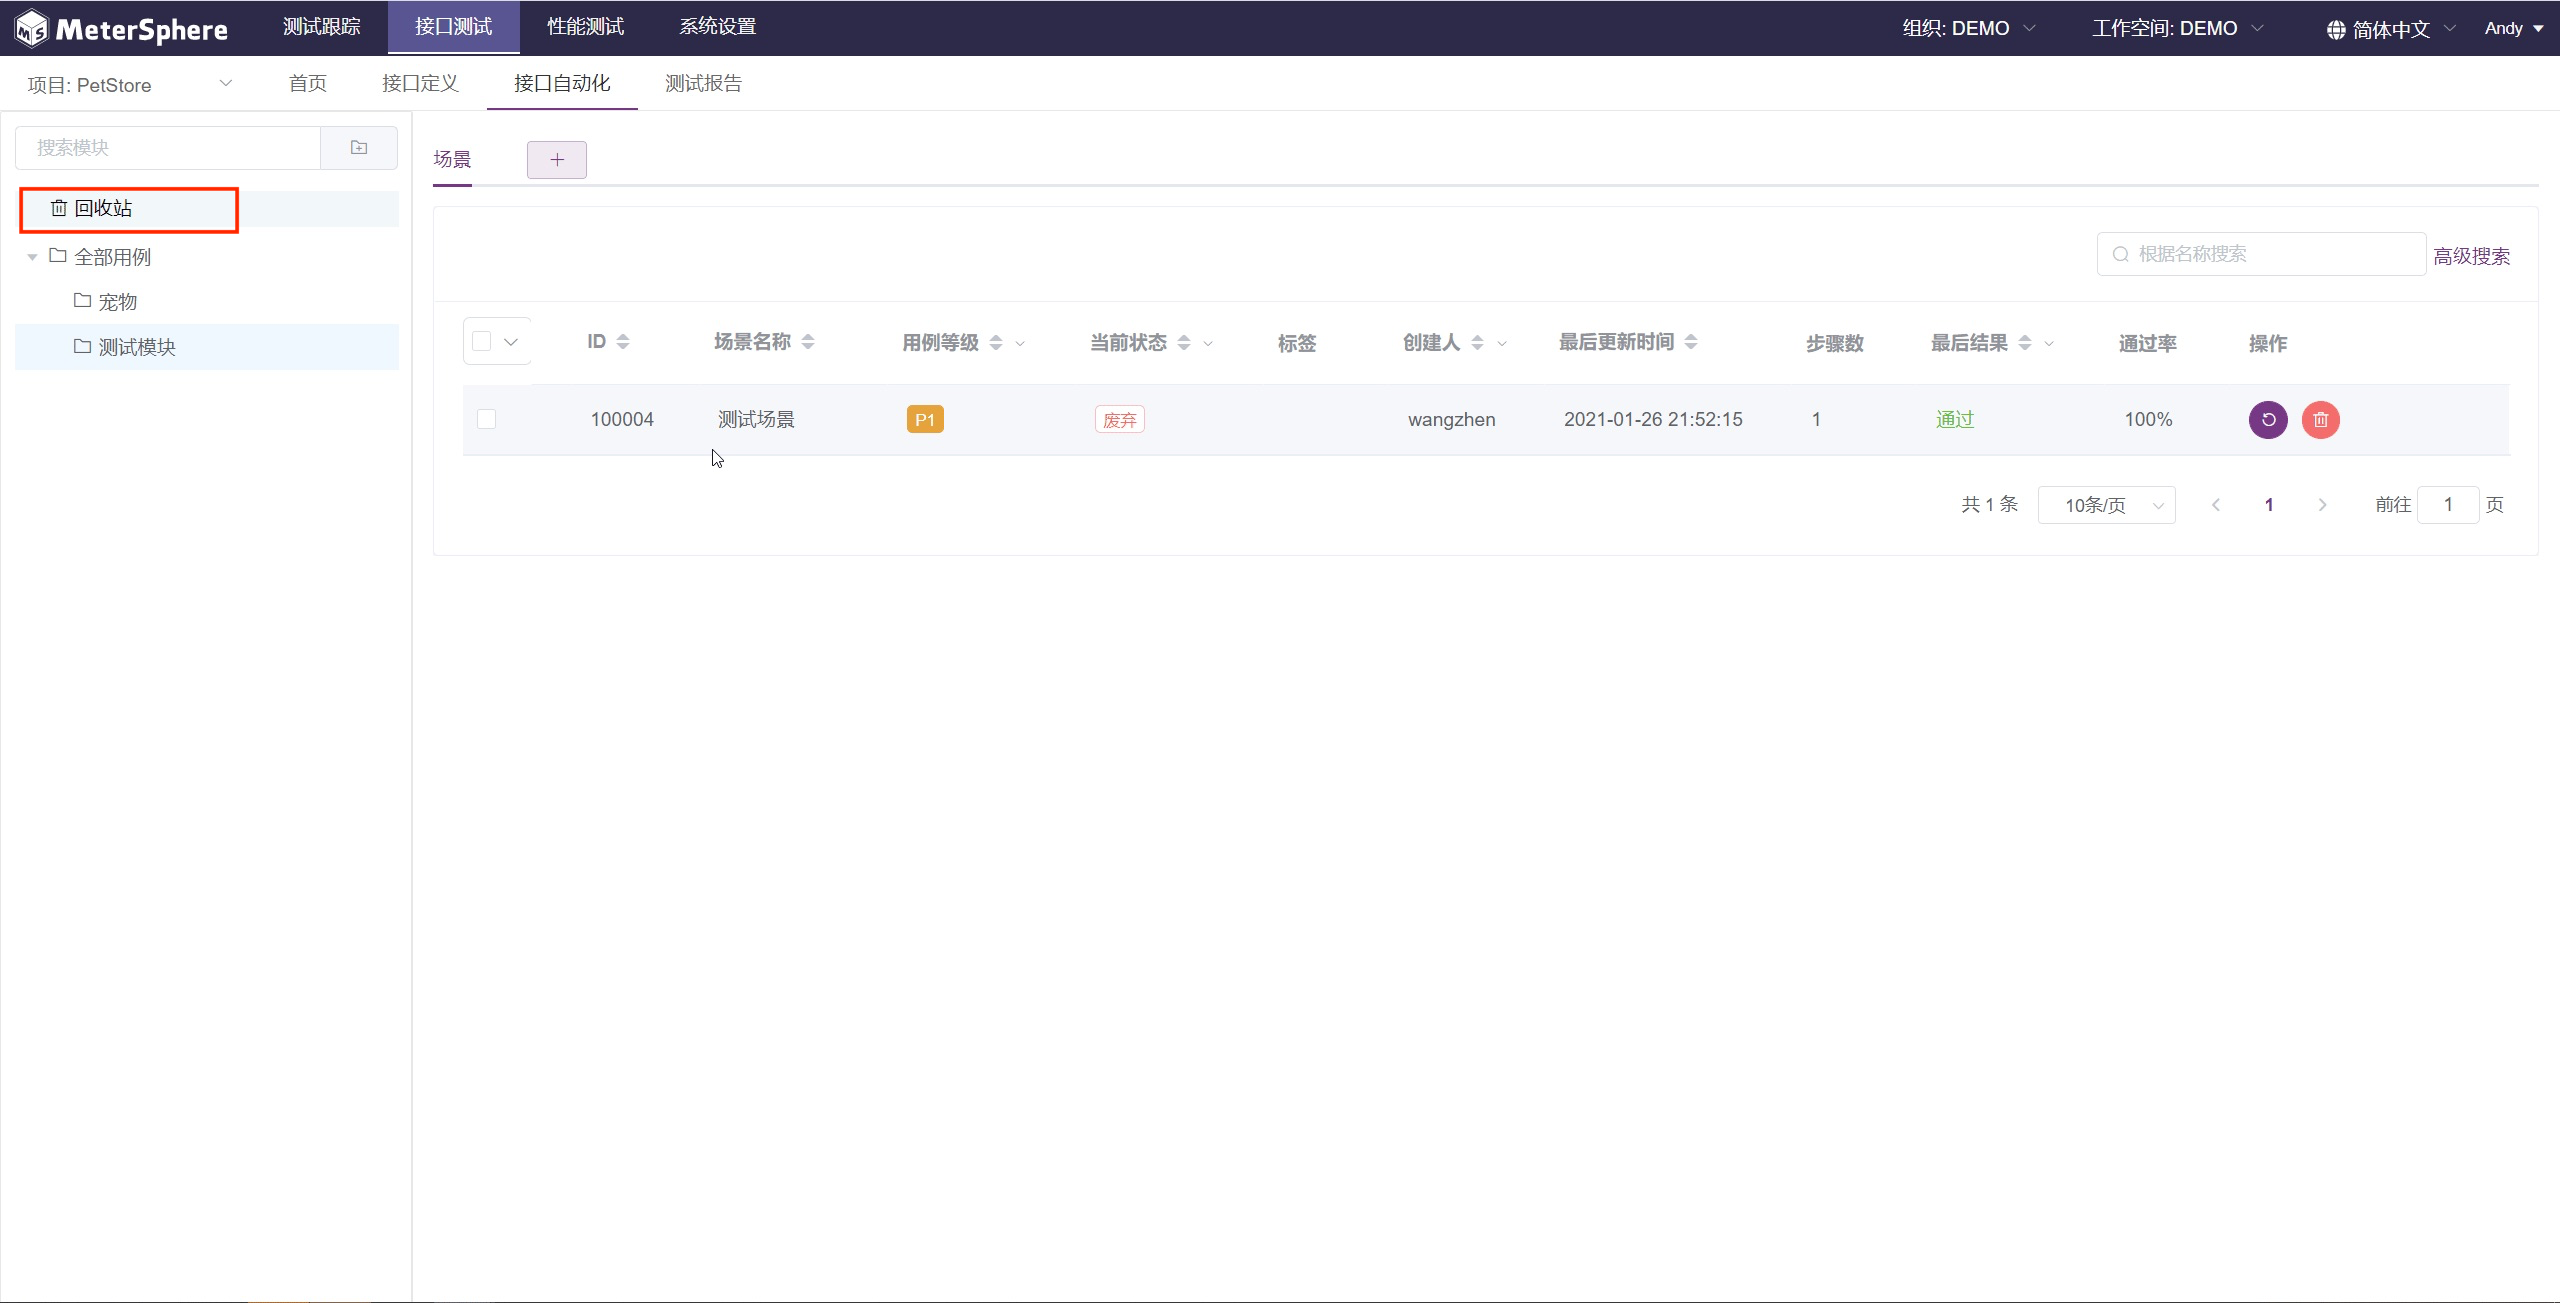 MeterSphere 测试跟踪 接口测试 性能测试 系统设置 组织: DEMO 工作空间: DEMO 简体中文 Andy
项目: PetStore 首页 接口定义 接口自动化 测试报告
搜索模块
回收站
全部用例
宠物
测试模块
场景 +
根据名称搜索 高级搜索
ID 场景名称 用例等级 当前状态 标签 创建人 最后更新时间 步骤数 最后结果 通过率 操作
100004 测试场景 P1 废弃 wangzhen 2021-01-26 21:52:15 1 通过 100%
共 1 条 10条/页 1 前往 1 页